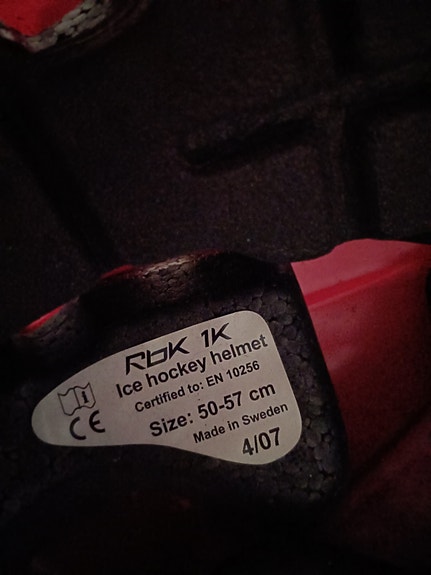 RbK 1K
Ice hockey helmet
Certified to: EN 10256
CE
Size: 50-57 cm
Made in Sweden
4/07